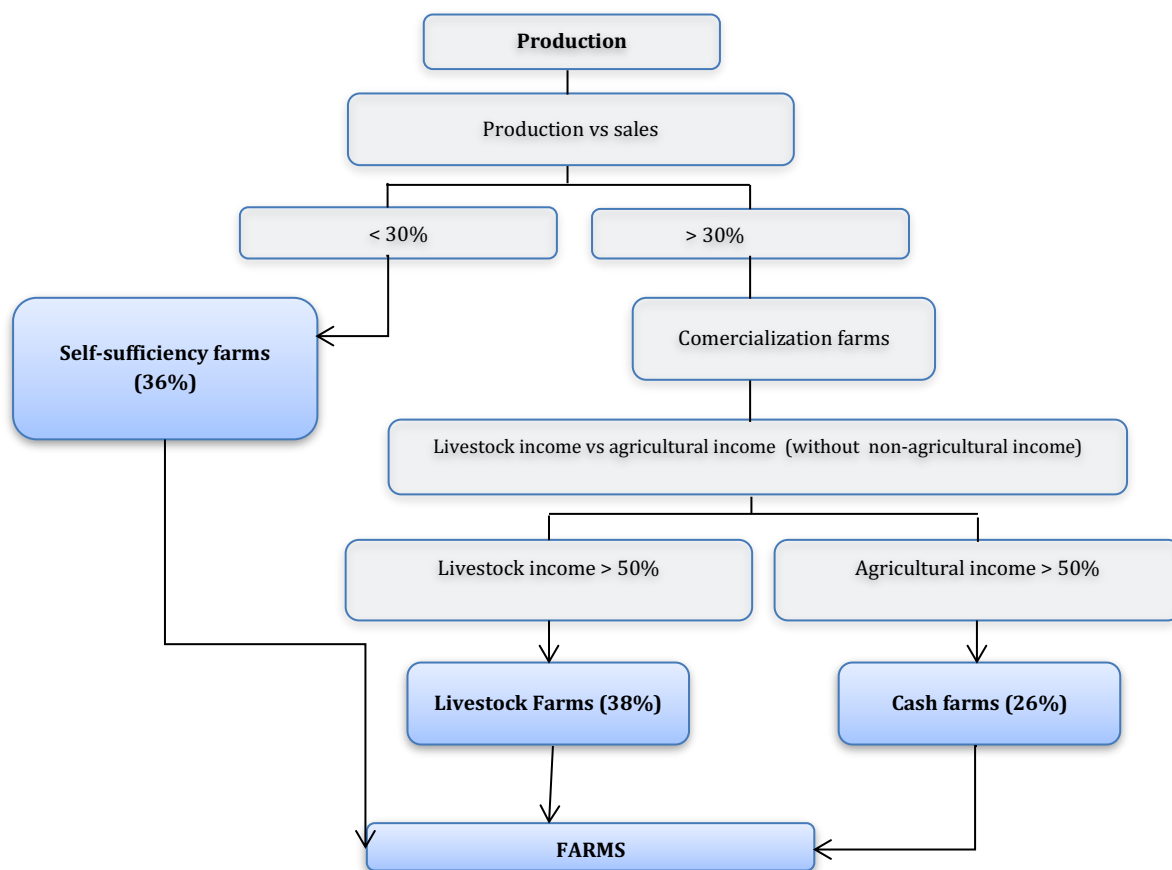 Production
Production vs sales
< 30%
> 30%
Self-sufficiency farms
(36%)
Comercialization farms
Livestock income vs agricultural income (without non-agricultural income)
Livestock income > 50%
Agricultural income > 50%
Livestock Farms (38%)
Cash farms (26%)
FARMS